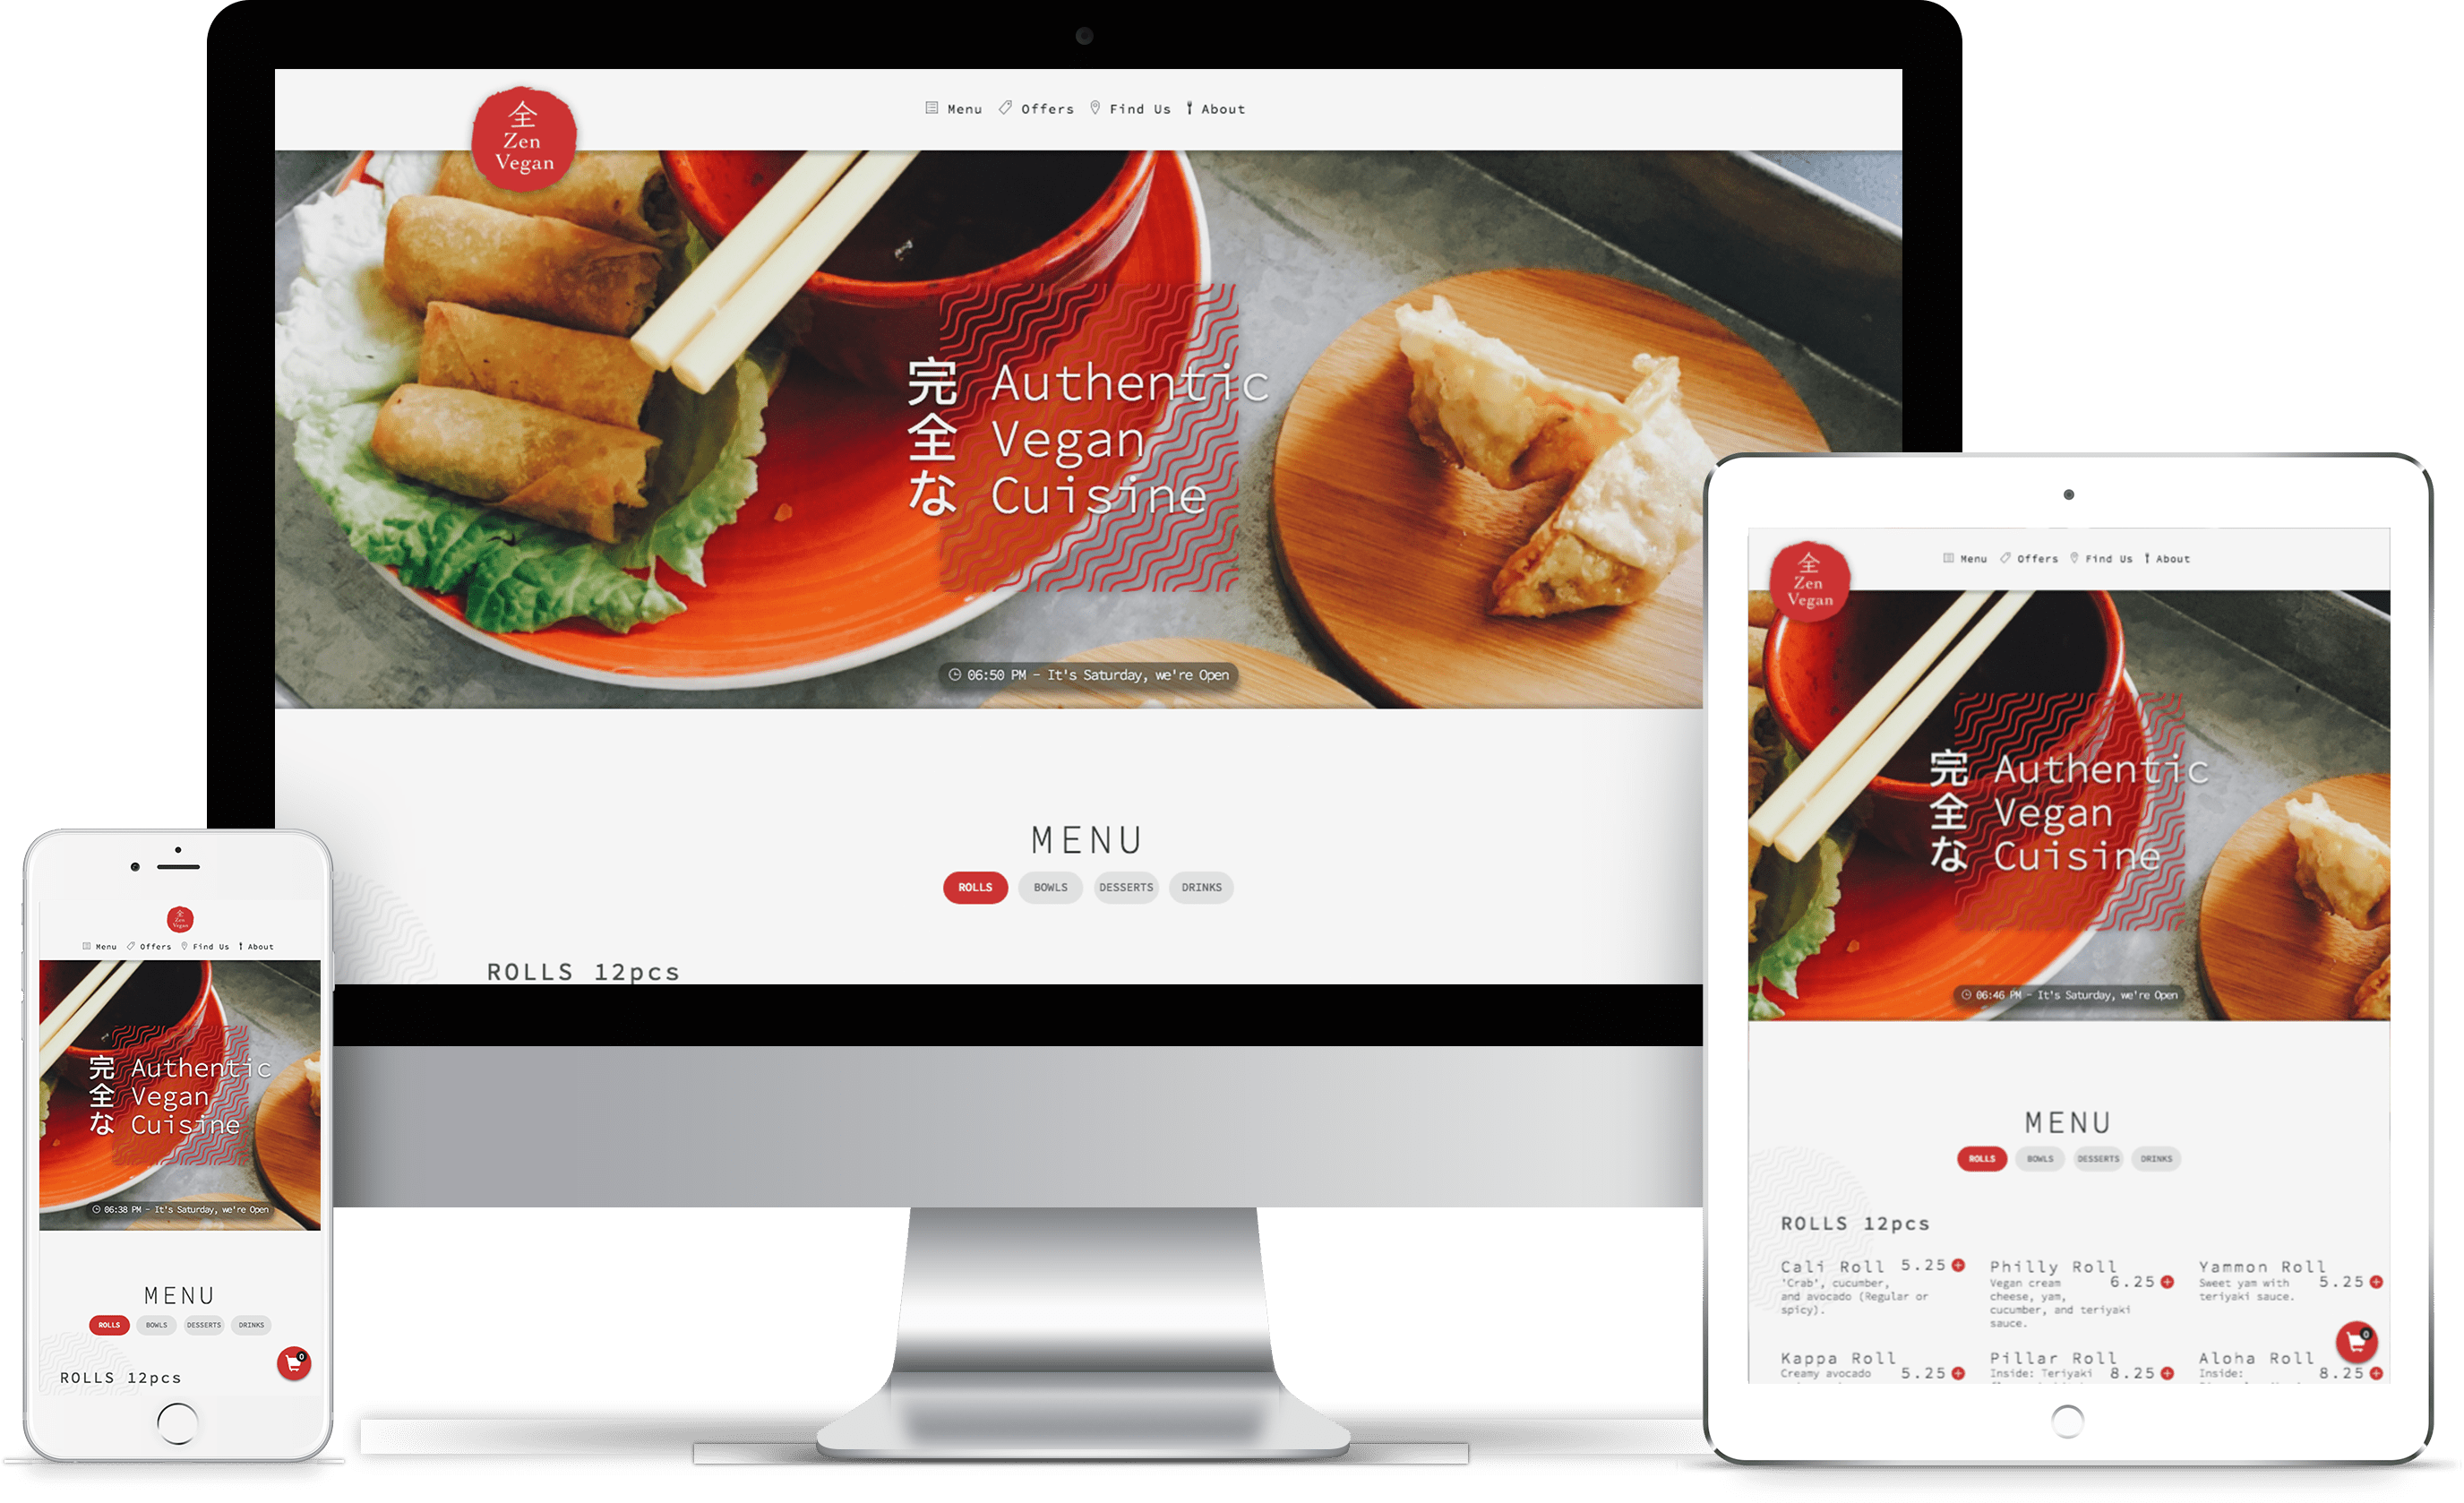 全
Zen
Vegan
Menu Offers Find Us About
完全な
Authentic
Vegan
Cuisine
06:50 PM - It's Saturday, we're Open
MENU
ROLLS BOWLS DESSERTS DRINKS
ROLLS 12pcs
全
Zen
Vegan
Menu Offers Find Us About
完全な
Authentic
Vegan
Cuisine
06:38 PM - It's Saturday, we're Open
MENU
ROLLS BOWLS DESSERTS DRINKS
0
ROLLS 12pcs
全
Zen
Vegan
Menu Offers Find Us About
完全な
Authentic
Vegan
Cuisine
06:46 PM - It's Saturday, we're Open
MENU
ROLLS BOWLS DESSERTS DRINKS
ROLLS 12pcs
Cali Roll 5.25
'Crab', cucumber,
and avocado (Regular or
spicy).
Philly Roll
6.25
Vegan cream
cheese, yam,
cucumber, and teriyaki
sauce.
Yammon Roll
5.25
Sweet yam with
teriyaki sauce.
0
Kappa Roll
Creamy avocado 5.25
Pillar Roll
Inside: Teriyaki 8.25
Aloha Roll
Inside: 8.25